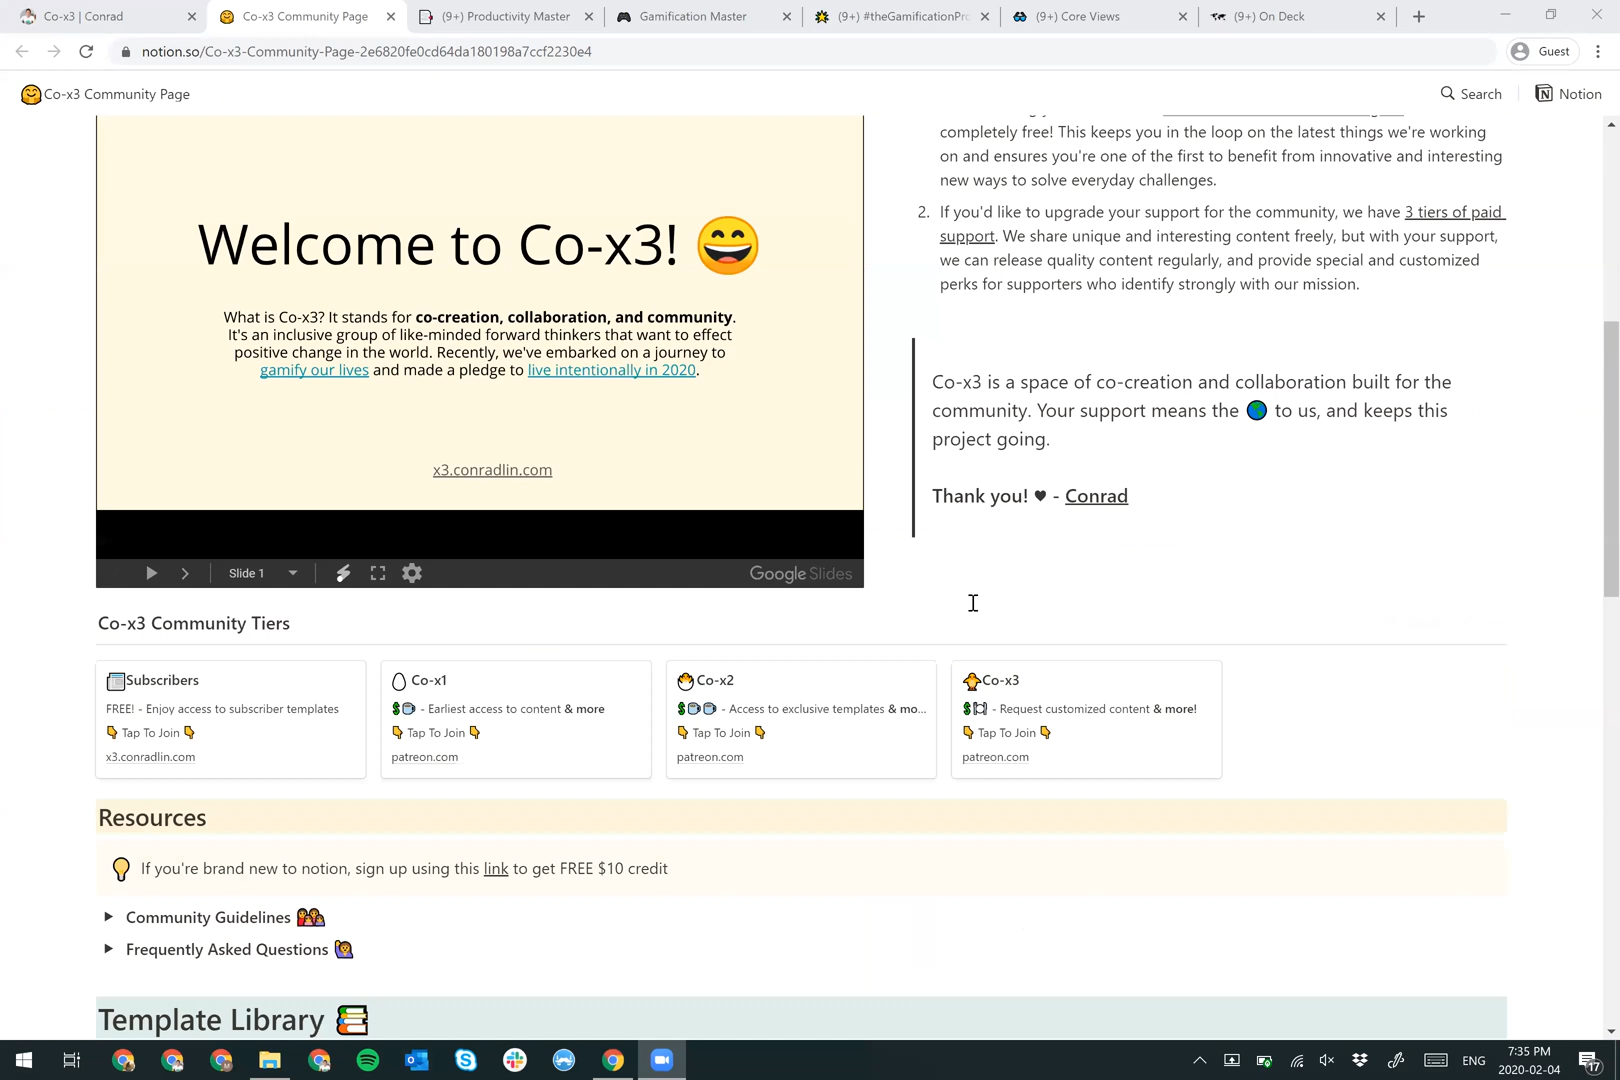 Co-x3 | Conrad
Co-x3 Community Page
(9+) Productivity Master
Gamification Master
(9+) #theGamificationPro
(9+) Core Views
(9+) On Deck
notion.so/Co-x3-Community-Page-2e6820fe0cd64da180198a7ccf2230e4
Guest
Co-x3 Community Page
Search
Notion
Welcome to Co-x3!
What is Co-x3? It stands for co-creation, collaboration, and community.
It's an inclusive group of like-minded forward thinkers that want to effect
positive change in the world. Recently, we've embarked on a journey to
gamify our lives and made a pledge to live intentionally in 2020.
x3.conradlin.com
Slide 1
Google Slides
completely free! This keeps you in the loop on the latest things we're working
on and ensures you're one of the first to benefit from innovative and interesting
new ways to solve everyday challenges.
2. If you'd like to upgrade your support for the community, we have 3 tiers of paid
support. We share unique and interesting content freely, but with your support,
we can release quality content regularly, and provide special and customized
perks for supporters who identify strongly with our mission.
Co-x3 is a space of co-creation and collaboration built for the
community. Your support means the 🌎 to us, and keeps this
project going.
Thank you! ♥ - Conrad
Co-x3 Community Tiers
Subscribers
FREE! - Enjoy access to subscriber templates
👇 Tap To Join 👇
x3.conradlin.com
Co-x1
💲☕ - Earliest access to content & more
👇 Tap To Join 👇
patreon.com
Co-x2
💲☕☕ - Access to exclusive templates & mo...
👇 Tap To Join 👇
patreon.com
Co-x3
💲🍽 - Request customized content & more!
👇 Tap To Join 👇
patreon.com
Resources
If you're brand new to notion, sign up using this link to get FREE $10 credit
Community Guidelines
Frequently Asked Questions
Template Library
ENG
7:35 PM
2020-02-04
17